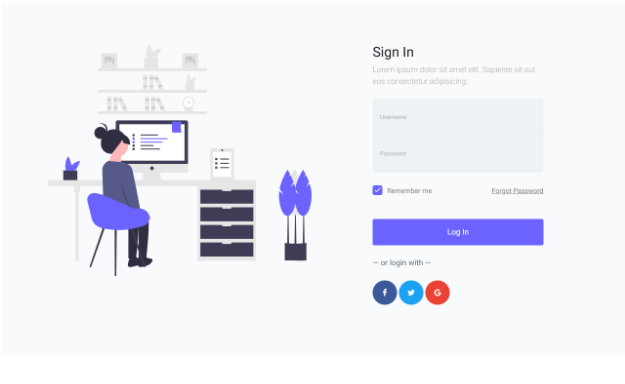 Sign In
Lorem ipsum dolor sit amet elit. Sapiente sit aut
eos consectetur adipisicing.
Username
Password
Remember me
Forgot Password
Log In
— or login with —
f
G